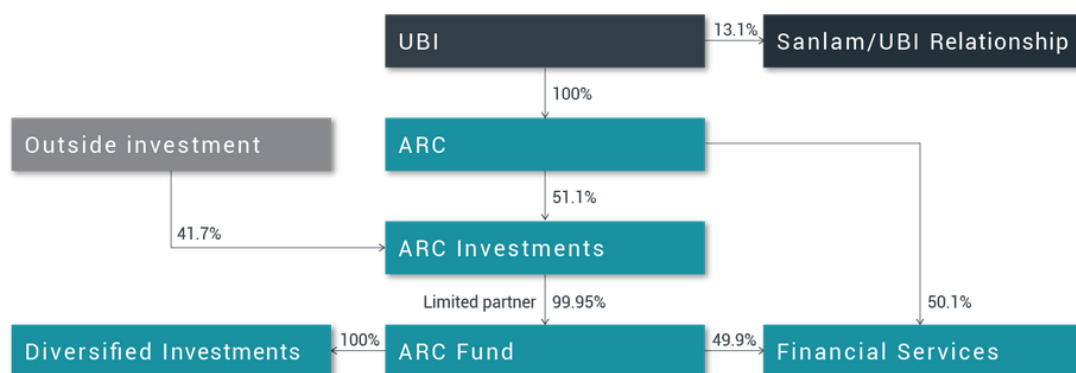 UBI
13.1%
Sanlam/UBI Relationship
100%
Outside investment
ARC
51.1%
41.7%
ARC Investments
Limited partner 99.95%
50.1%
Diversified Investments
100%
ARC Fund
49.9%
Financial Services